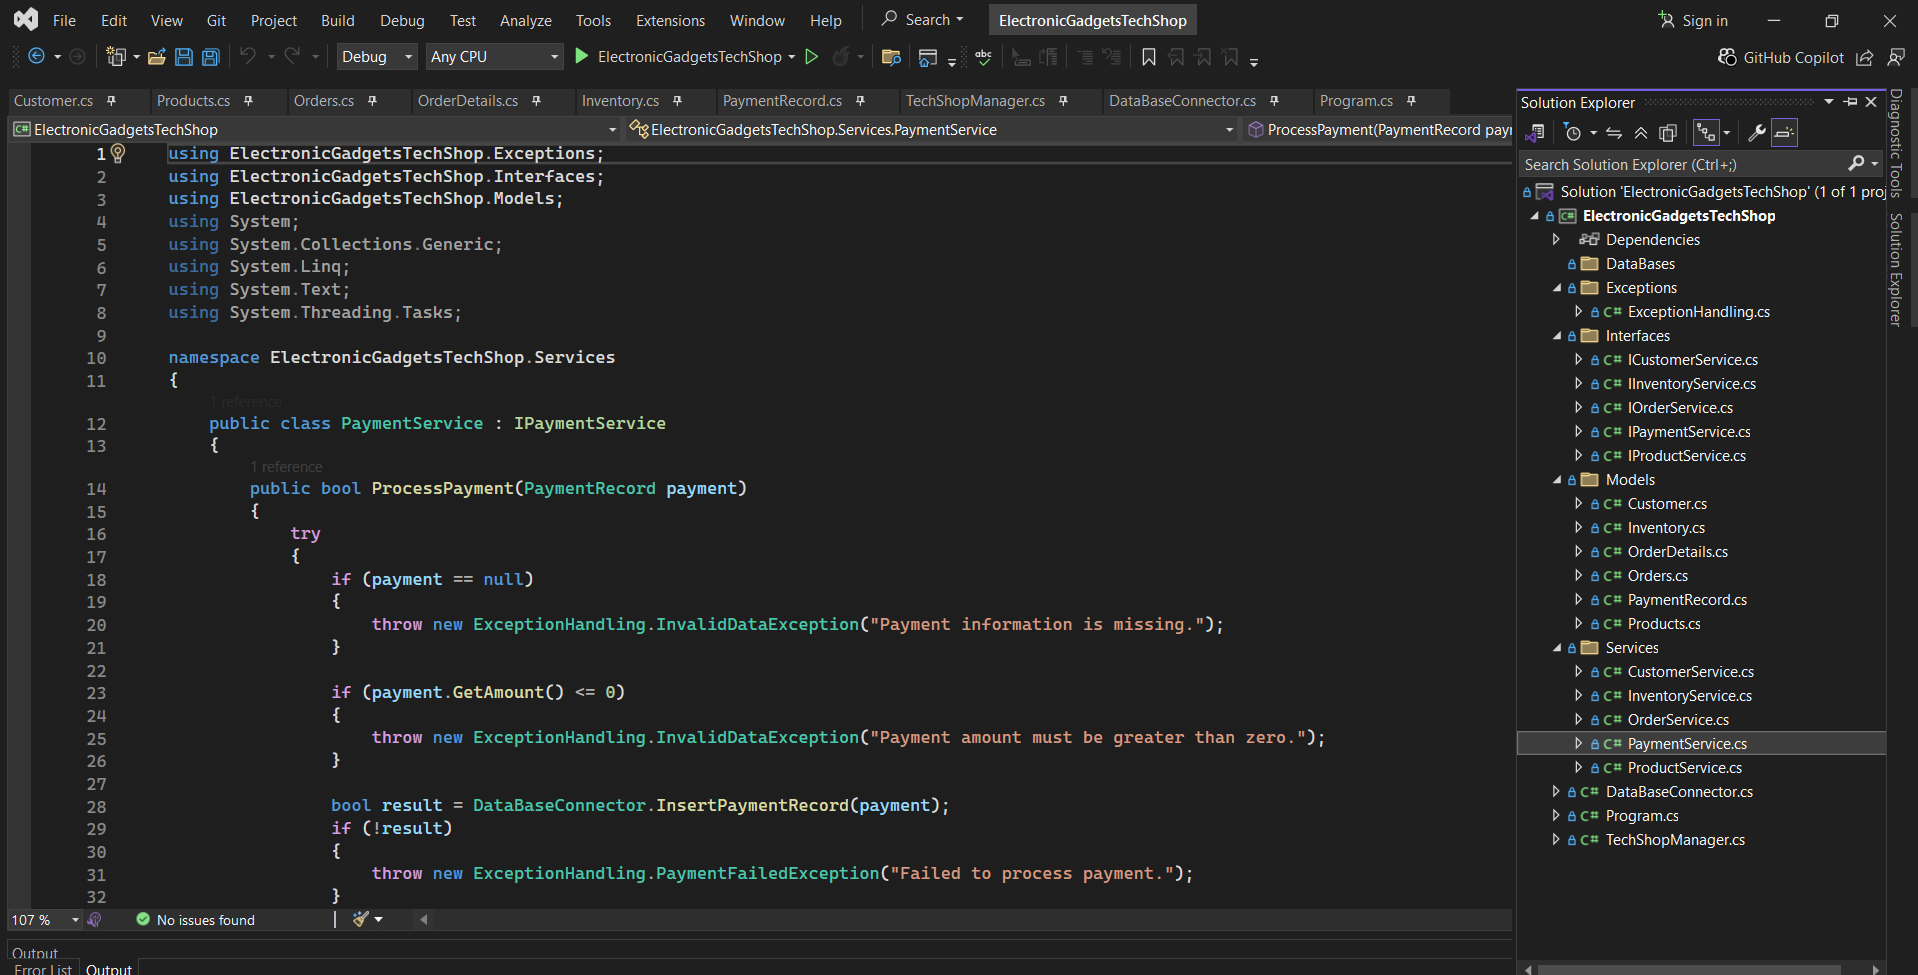 File Edit View Git Project Build Debug Test Analyze Tools Extensions Window Help Search ElectronicGadgetsTechShop Sign in
Debug Any CPU ElectronicGadgetsTechShop abc GitHub Copilot
Customer.cs Products.cs Orders.cs OrderDetails.cs Inventory.cs PaymentRecord.cs TechShopManager.cs DataBaseConnector.cs Program.cs
C# ElectronicGadgetsTechShop ElectronicGadgetsTechShop.Services.PaymentService ProcessPayment(PaymentRecord payr
1 using ElectronicGadgetsTechShop.Exceptions;
2 using ElectronicGadgetsTechShop.Interfaces;
3 using ElectronicGadgetsTechShop.Models;
4 using System;
5 using System.Collections.Generic;
6 using System.Linq;
7 using System.Text;
8 using System.Threading.Tasks;
9
10 namespace ElectronicGadgetsTechShop.Services
11 {
1 reference
12 public class PaymentService : IPaymentService
13 {
1 reference
14 public bool ProcessPayment(PaymentRecord payment)
15 {
16 try
17 {
18 if (payment == null)
19 {
20 throw new ExceptionHandling.InvalidDataException("Payment information is missing.");
21 }
22
23 if (payment.GetAmount() <= 0)
24 {
25 throw new ExceptionHandling.InvalidDataException("Payment amount must be greater than zero.");
26 }
27
28 bool result = DataBaseConnector.InsertPaymentRecord(payment);
29 if (!result)
30 {
31 throw new ExceptionHandling.PaymentFailedException("Failed to process payment.");
32 }
107 % No issues found
Output
Error List Output
Solution Explorer
Search Solution Explorer (Ctrl+;)
Solution 'ElectronicGadgetsTechShop' (1 of 1 proj
C# ElectronicGadgetsTechShop
Dependencies
DataBases
Exceptions
C# ExceptionHandling.cs
Interfaces
C# ICustomerService.cs
C# IInventoryService.cs
C# IOrderService.cs
C# IPaymentService.cs
C# IProductService.cs
Models
C# Customer.cs
C# Inventory.cs
C# OrderDetails.cs
C# Orders.cs
C# PaymentRecord.cs
C# Products.cs
Services
C# CustomerService.cs
C# InventoryService.cs
C# OrderService.cs
C# PaymentService.cs
C# ProductService.cs
C# DataBaseConnector.cs
C# Program.cs
C# TechShopManager.cs
Diagnostic Tools
Solution Explorer